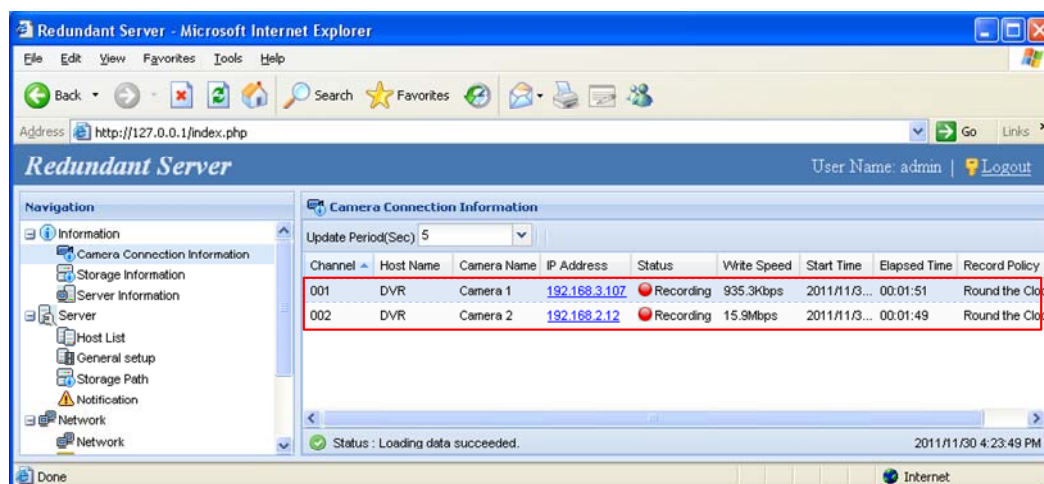 Redundant Server - Microsoft Internet Explorer
File Edit View Favorites Tools Help
Back Search Favorites
Address http://127.0.0.1/index.php Go Links
Redundant Server User Name: admin | Logout
Navigation
Information
Camera Connection Information
Storage Information
Server Information
Server
Host List
General setup
Storage Path
Notification
Network
Network
Camera Connection Information
Update Period(Sec) 5
Channel Host Name Camera Name IP Address Status Write Speed Start Time Elapsed Time Record Policy
001 DVR Camera 1 192.168.3.107 Recording 935.3Kbps 2011/11/3... 00:01:51 Round the Clo
002 DVR Camera 2 192.168.2.12 Recording 15.9Mbps 2011/11/3... 00:01:49 Round the Clo
Status : Loading data succeeded. 2011/11/30 4:23:49 PM
Done Internet